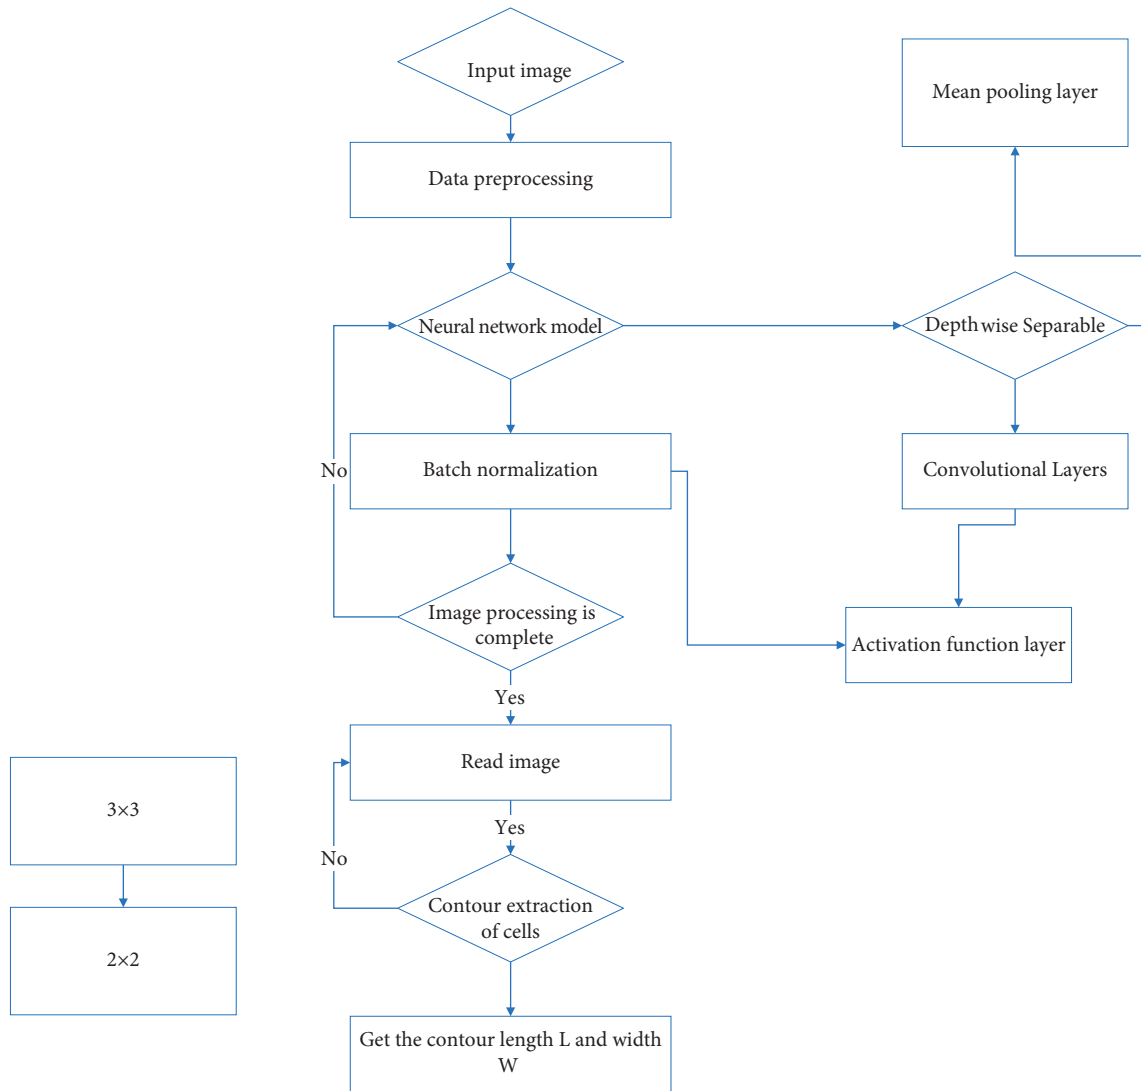 Input image
Mean pooling layer
Data preprocessing
Neural network model
Depth wise Separable
No
Batch normalization
Convolutional Layers
Image processing is
complete
Activation function layer
Yes
Read image
3×3
Yes
No
Contour extraction
of cells
2×2
Get the contour length L and width
W